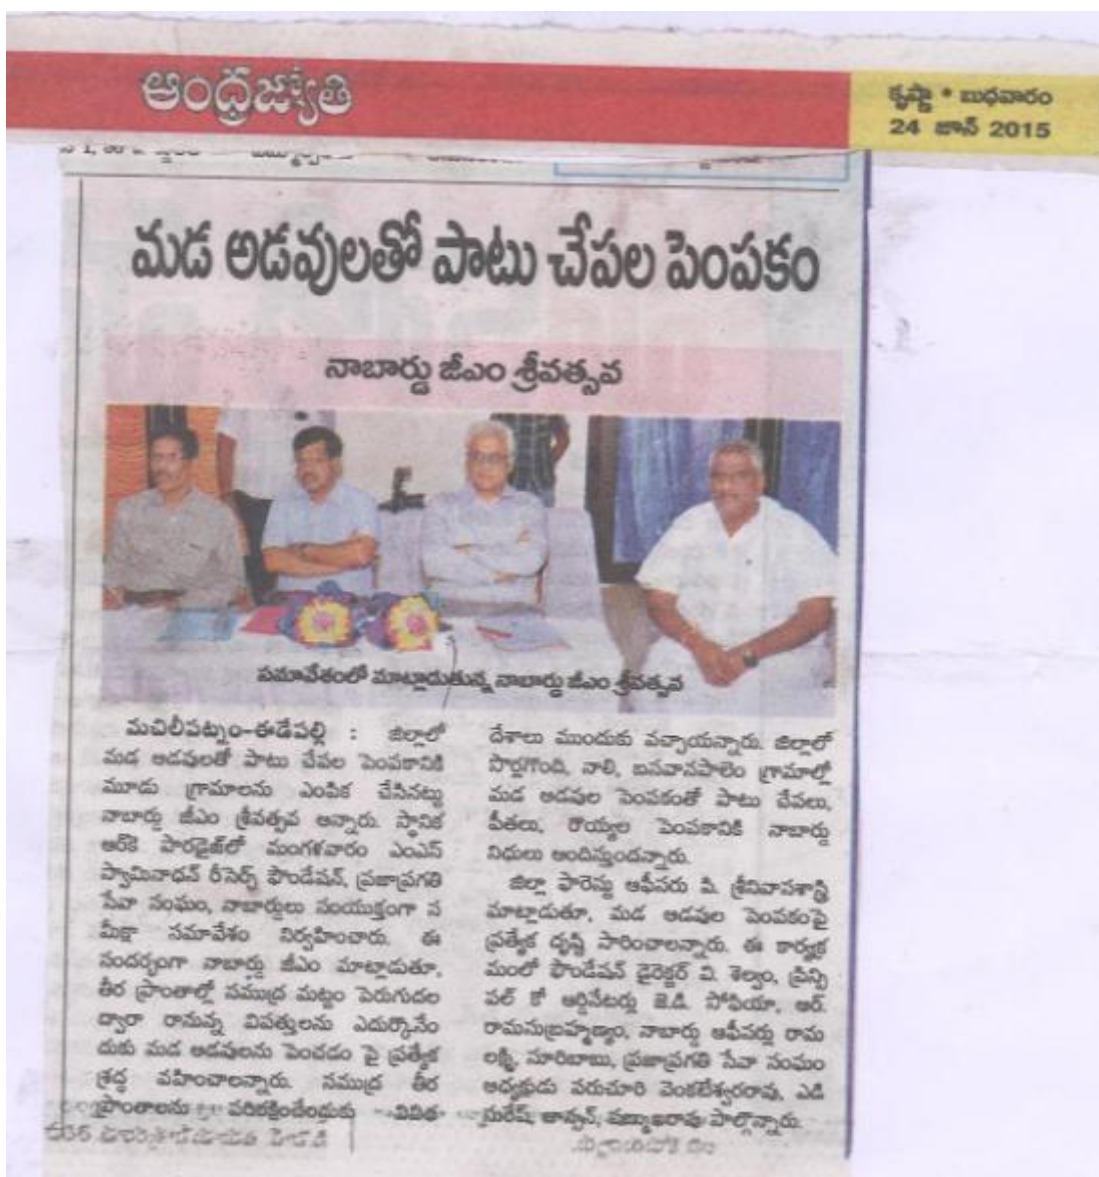 ఆంధ్రజ్యోతి
కృష్ణా * బుధవారం
24 జూన్ 2015
మడ అడవులతో పాటు చేపల పెంపకం
నాబార్డు జీఎం శ్రీవత్సవ
సమావేశంలో మాట్లాడుతున్న నాబార్డు జీఎం శ్రీవత్సవ
మచిలీపట్నం-ఈడేపల్లి : జిల్లాలో
మడ అడవులతో పాటు చేపల పెంపకానికి
మూడు గ్రామాలను ఎంపిక చేసినట్టు
నాబార్డు జీఎం శ్రీవత్సవ అన్నారు. స్థానిక
ఆర్‌కె పారడైజ్‌లో మంగళవారం ఎంఎస్
స్వామినాథన్ రీసెర్చ్ ఫౌండేషన్, ప్రజాప్రగతి
సేవా సంఘం, నాబార్డులు సంయుక్తంగా స
మీక్షా సమావేశం నిర్వహించారు. ఈ
సందర్భంగా నాబార్డు జీఎం మాట్లాడుతూ,
తీర ప్రాంతాల్లో సముద్ర మట్టం పెరుగుదల
ద్వారా రానున్న విపత్తులను ఎదుర్కొనేం
దుకు మడ అడవులను పెంచడం పై ప్రత్యేక
శ్రద్ధ వహించాలన్నారు. సముద్ర తీర
ప్రాంతాలను పరిరక్షించేందుకు వివిధ
దేశాలు ముందుకు వచ్చాయన్నారు. జిల్లాలో
సొర్లగొంది, నాలి, బసవానపాలెం గ్రామాల్లో
మడ అడవుల పెంపకంతో పాటు చేపలు,
పీతలు, రొయ్యల పెంపకానికి నాబార్డు
నిధులు అందిస్తుందన్నారు.
జిల్లా ఫారెస్టు ఆఫీసరు పి. శ్రీనివాసశాస్త్రి
మాట్లాడుతూ, మడ అడవుల పెంపకంపై
ప్రత్యేక దృష్టి సారించాలన్నారు. ఈ కార్యక్ర
మంలో ఫౌండేషన్ డైరెక్టర్ వి. శెల్వం, ప్రిన్సి
పల్ కో ఆర్డినేటర్లు జె.డి. సోఫియా, ఆర్.
రామసుబ్రహ్మణ్యం, నాబార్డు ఆఫీసర్లు రామ
లక్ష్మి, సూరిబాబు, ప్రజాప్రగతి సేవా సంఘం
అధ్యక్షుడు వరుచూరి వెంకటేశ్వరరావు, ఎడి
సురేష్, కాన్సన్, షణ్ముఖరావు పాల్గొన్నారు.